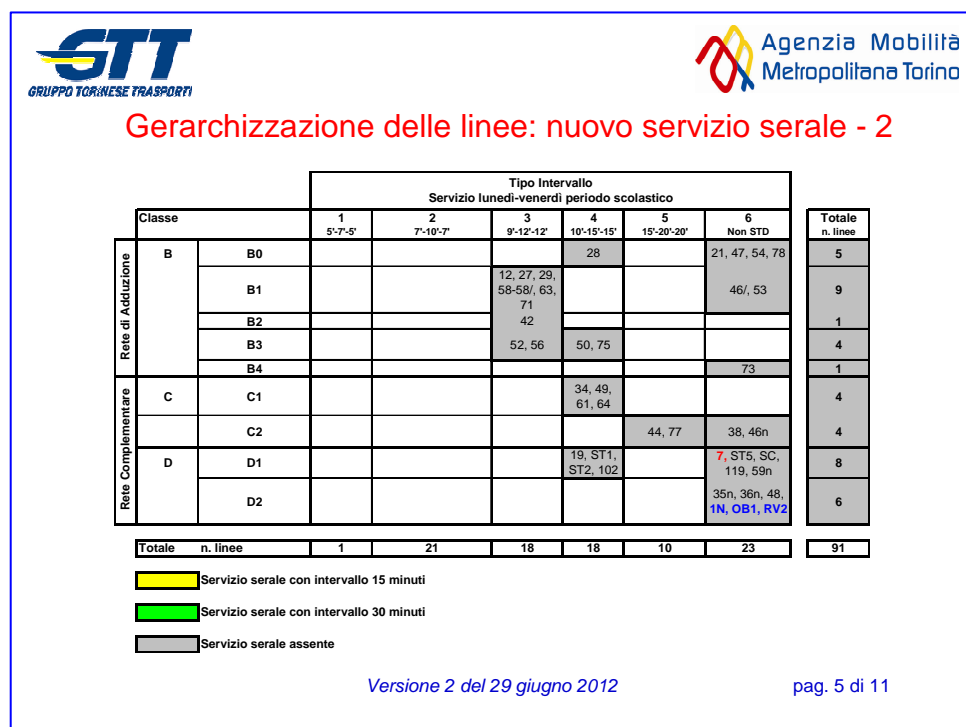 GTT
GRUPPO TORINESE TRASPORTI
Agenzia Mobilità
Metropolitana Torino
Gerarchizzazione delle linee: nuovo servizio serale - 2
Tipo Intervallo
Servizio lunedì-venerdì periodo scolastico
Classe 1 2 3 4 5 6 Totale
5'-7'-5' 7'-10'-7' 9'-12'-12' 10'-15'-15' 15'-20'-20' Non STD n. linee
Rete di Adduzione
B B0 28 21, 47, 54, 78 5
12, 27, 29,
B1 58-58/, 63, 46/, 53 9
71
B2 42 1
B3 52, 56 50, 75 4
B4 73 1
Rete Complementare
C C1 34, 49, 4
61, 64
C2 44, 77 38, 46n 4
D D1 19, ST1, 7, ST5, SC, 8
ST2, 102 119, 59n
D2 35n, 36n, 48, 6
1N, OB1, RV2
Totale n. linee 1 21 18 18 10 23 91
Servizio serale con intervallo 15 minuti
Servizio serale con intervallo 30 minuti
Servizio serale assente
Versione 2 del 29 giugno 2012 pag. 5 di 11